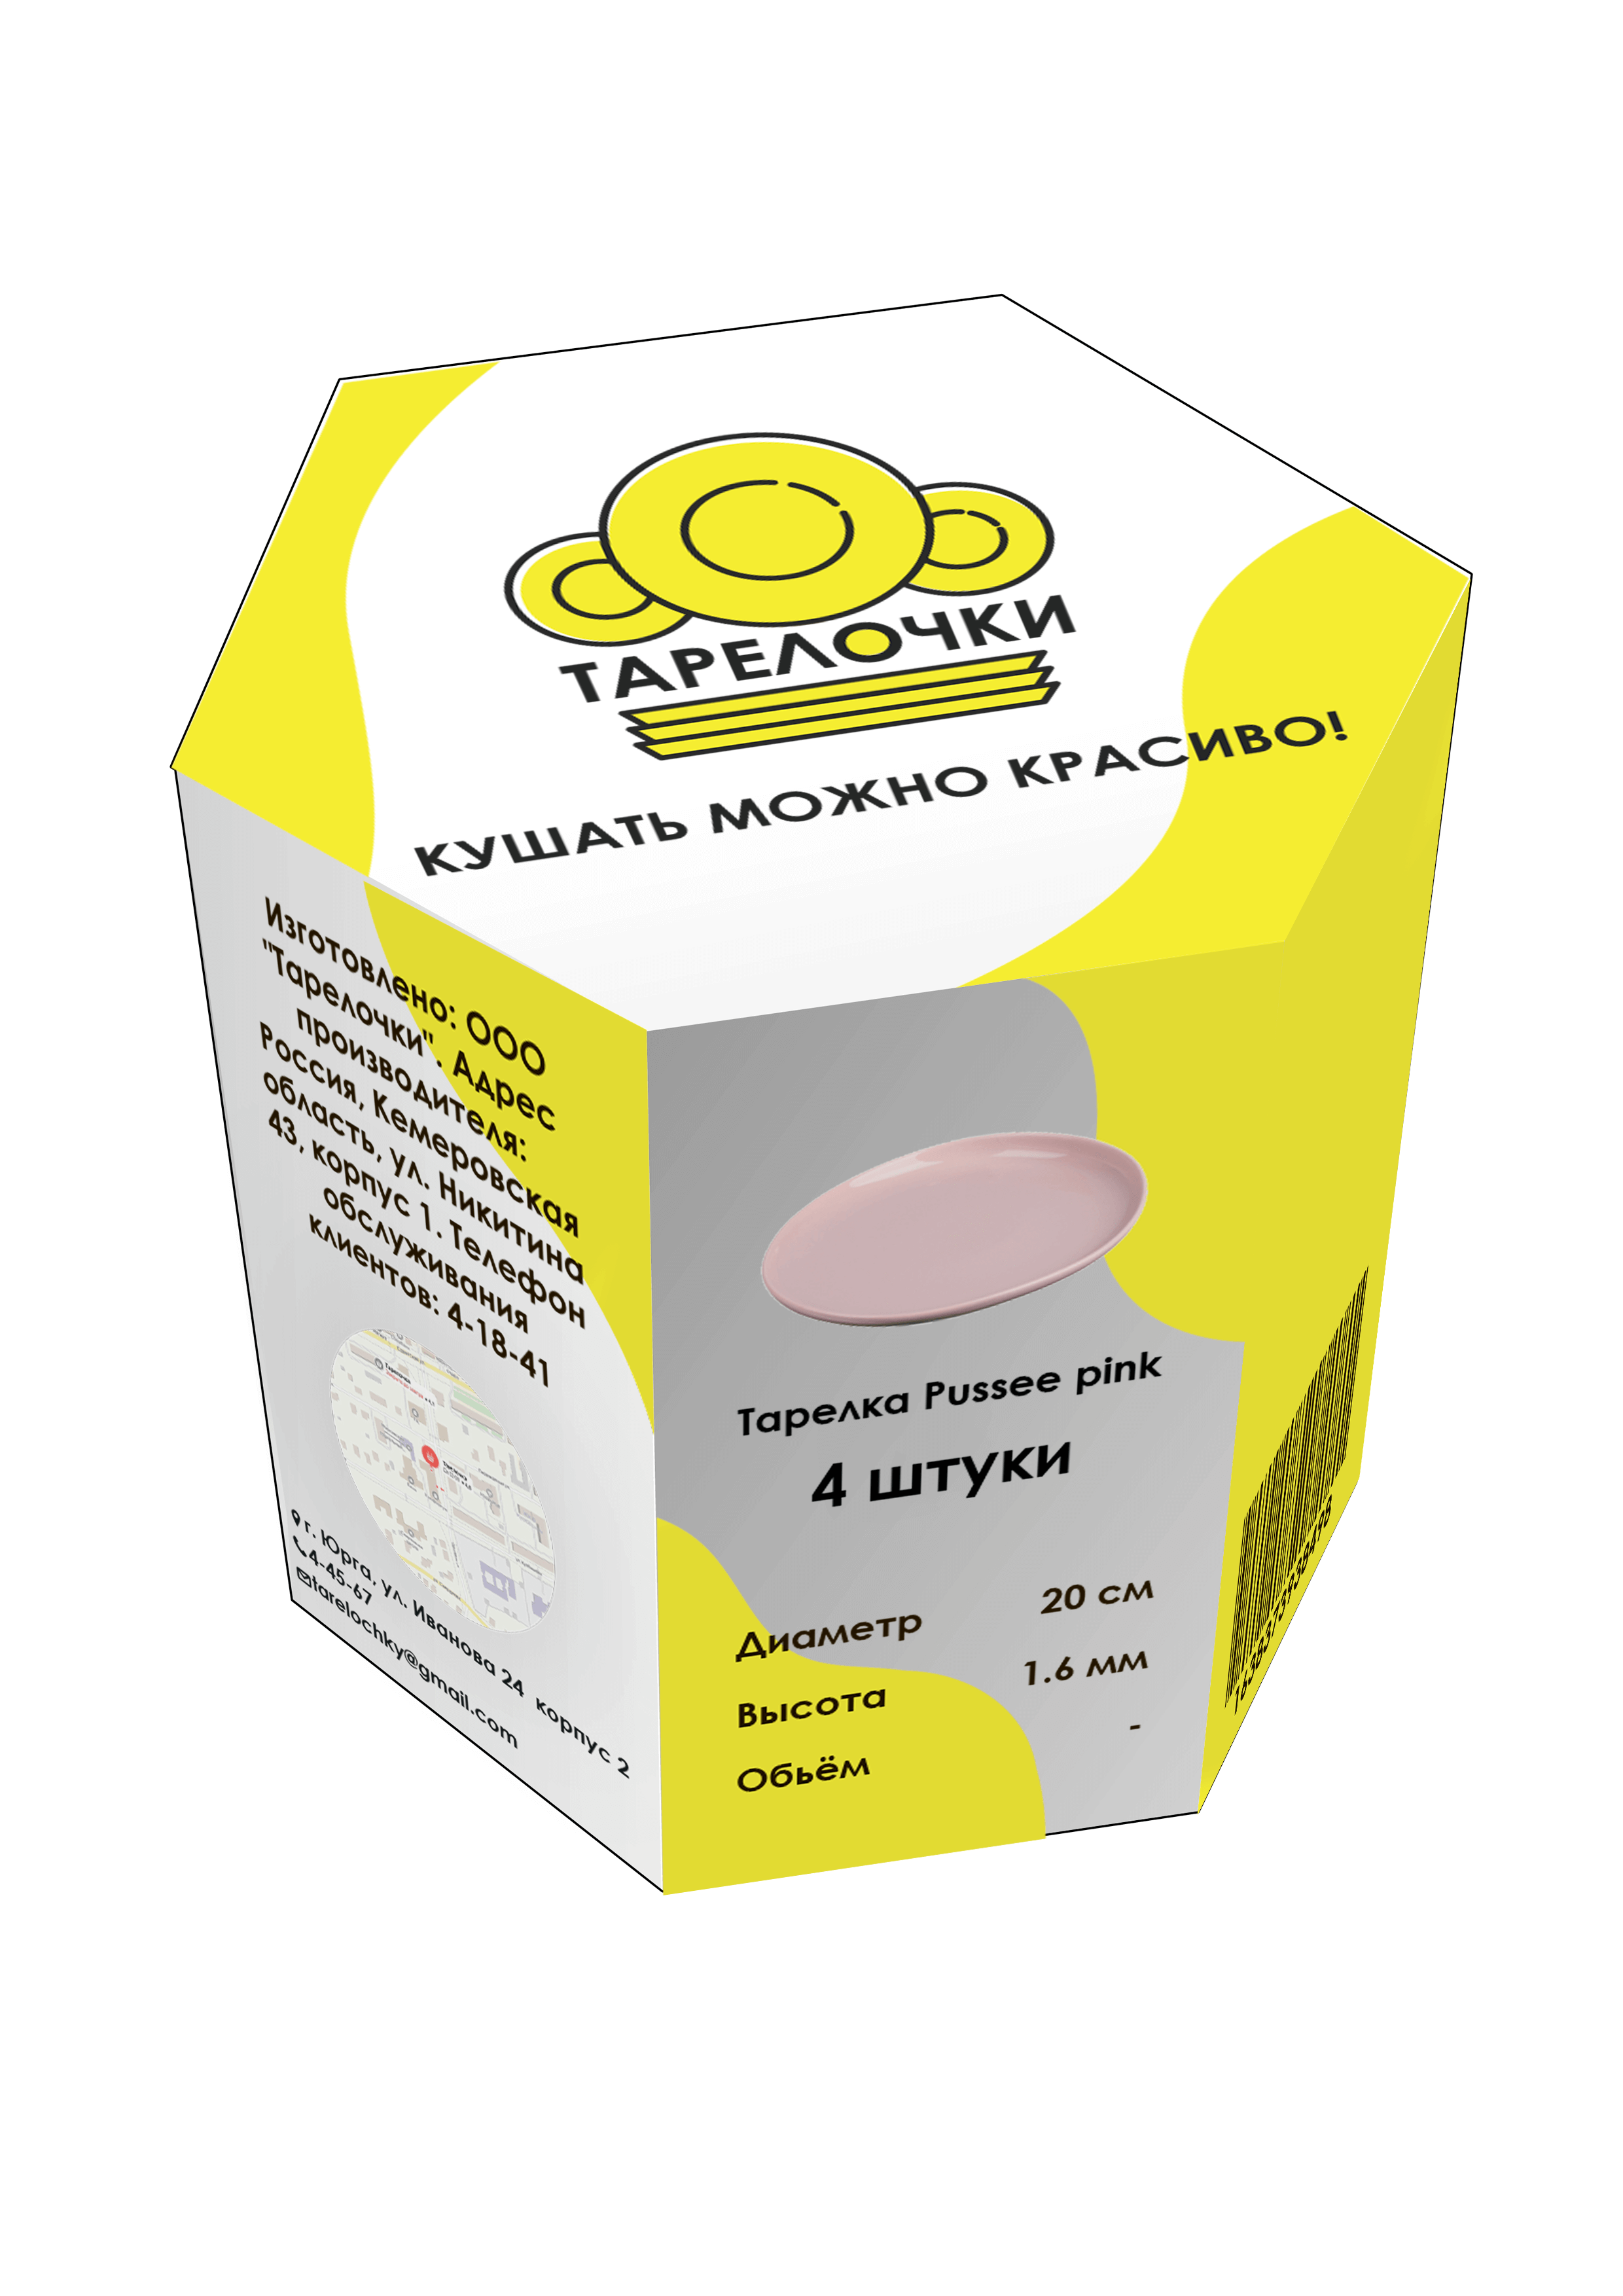 ТАРЕЛОЧКИ
КУШАТЬ МОЖНО КРАСИВО!
Изготовлено: ООО
"Тарелочки". Адрес
производителя:
Россия, Кемеровская
область, ул. Никитина
43, корпус 1. Телефон
обслуживания
клиентов: 4-18-41
г. Юрга, ул. Иванова 24 корпус 2
4-45-67
tarelochky@gmail.com
Тарелка Pussee pink
4 штуки
Диаметр 20 см
Высота 1.6 мм
Обьём -